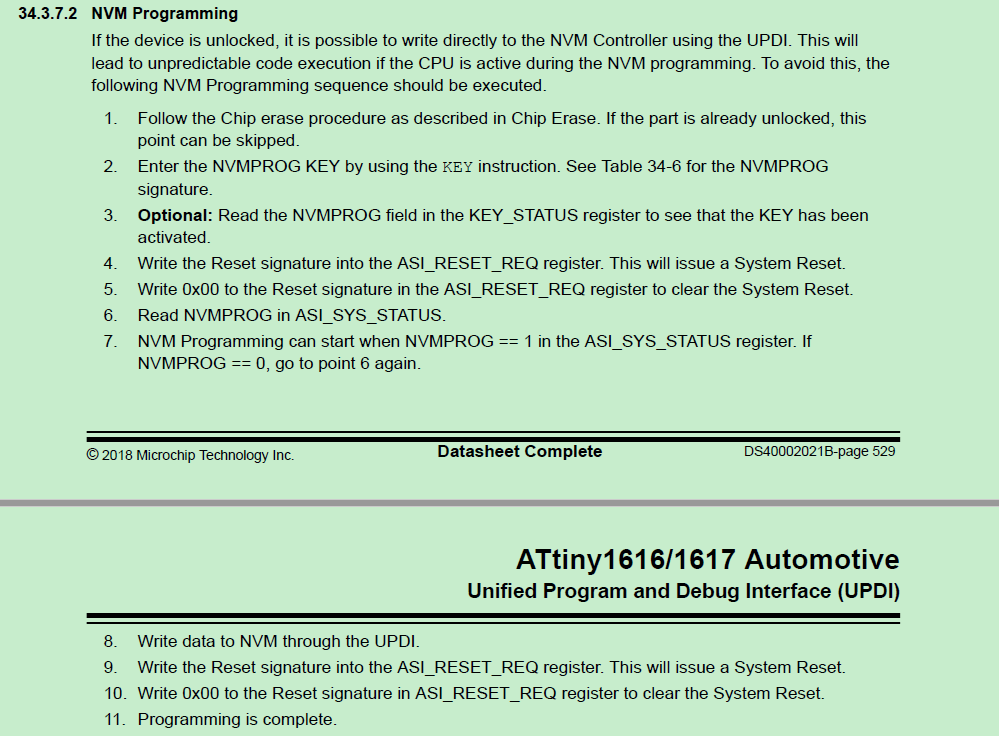 34.3.7.2 NVM Programming
If the device is unlocked, it is possible to write directly to the NVM Controller using the UPDI. This will
lead to unpredictable code execution if the CPU is active during the NVM programming. To avoid this, the
following NVM Programming sequence should be executed.
1. Follow the Chip erase procedure as described in Chip Erase. If the part is already unlocked, this
point can be skipped.
2. Enter the NVMPROG KEY by using the KEY instruction. See Table 34-6 for the NVMPROG
signature.
3. Optional: Read the NVMPROG field in the KEY_STATUS register to see that the KEY has been
activated.
4. Write the Reset signature into the ASI_RESET_REQ register. This will issue a System Reset.
5. Write 0x00 to the Reset signature in the ASI_RESET_REQ register to clear the System Reset.
6. Read NVMPROG in ASI_SYS_STATUS.
7. NVM Programming can start when NVMPROG == 1 in the ASI_SYS_STATUS register. If
NVMPROG == 0, go to point 6 again.
© 2018 Microchip Technology Inc. Datasheet Complete DS40002021B-page 529
ATtiny1616/1617 Automotive
Unified Program and Debug Interface (UPDI)
8. Write data to NVM through the UPDI.
9. Write the Reset signature into the ASI_RESET_REQ register. This will issue a System Reset.
10. Write 0x00 to the Reset signature in ASI_RESET_REQ register to clear the System Reset.
11. Programming is complete.